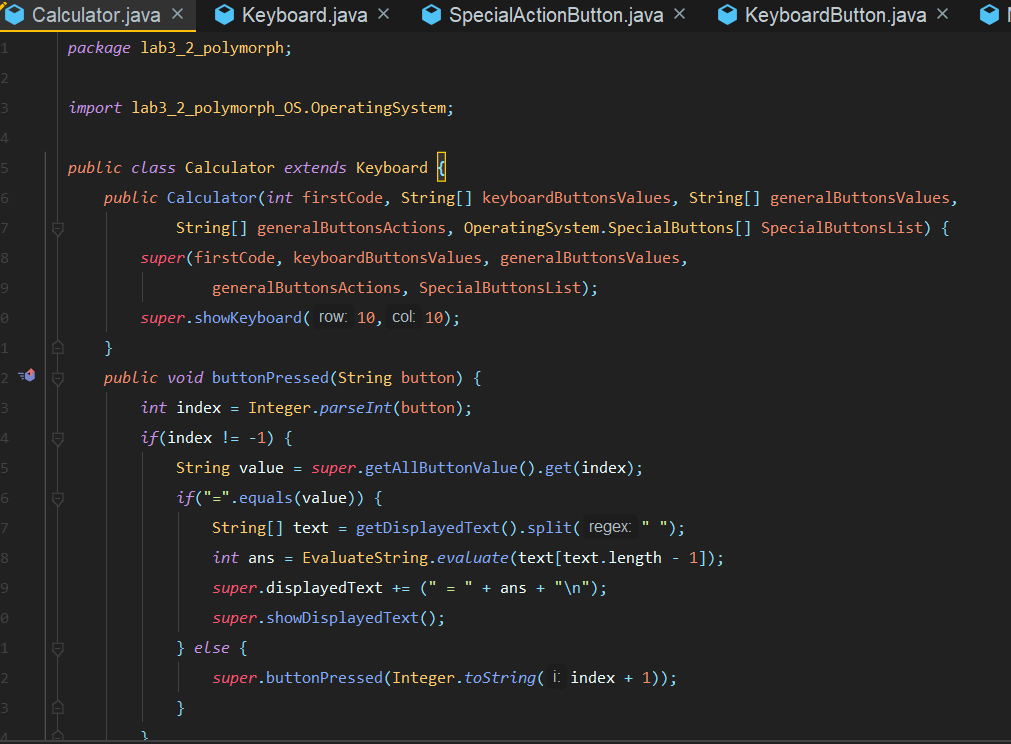 Calculator.java × Keyboard.java × SpecialActionButton.java × KeyboardButton.java ×
1 package lab3_2_polymorph;
2
3 import lab3_2_polymorph_OS.OperatingSystem;
4
5 public class Calculator extends Keyboard {
6 public Calculator(int firstCode, String[] keyboardButtonsValues, String[] generalButtonsValues,
7 String[] generalButtonsActions, OperatingSystem.SpecialButtons[] SpecialButtonsList) {
8 super(firstCode, keyboardButtonsValues, generalButtonsValues,
9 generalButtonsActions, SpecialButtonsList);
0 super.showKeyboard( row: 10, col: 10);
1 }
2 public void buttonPressed(String button) {
3 int index = Integer.parseInt(button);
4 if(index != -1) {
5 String value = super.getAllButtonValue().get(index);
6 if("=".equals(value)) {
7 String[] text = getDisplayedText().split( regex: " ");
8 int ans = EvaluateString.evaluate(text[text.length - 1]);
9 super.displayedText += (" = " + ans + "\n");
0 super.showDisplayedText();
1 } else {
2 super.buttonPressed(Integer.toString( i: index + 1));
3 }
4 }